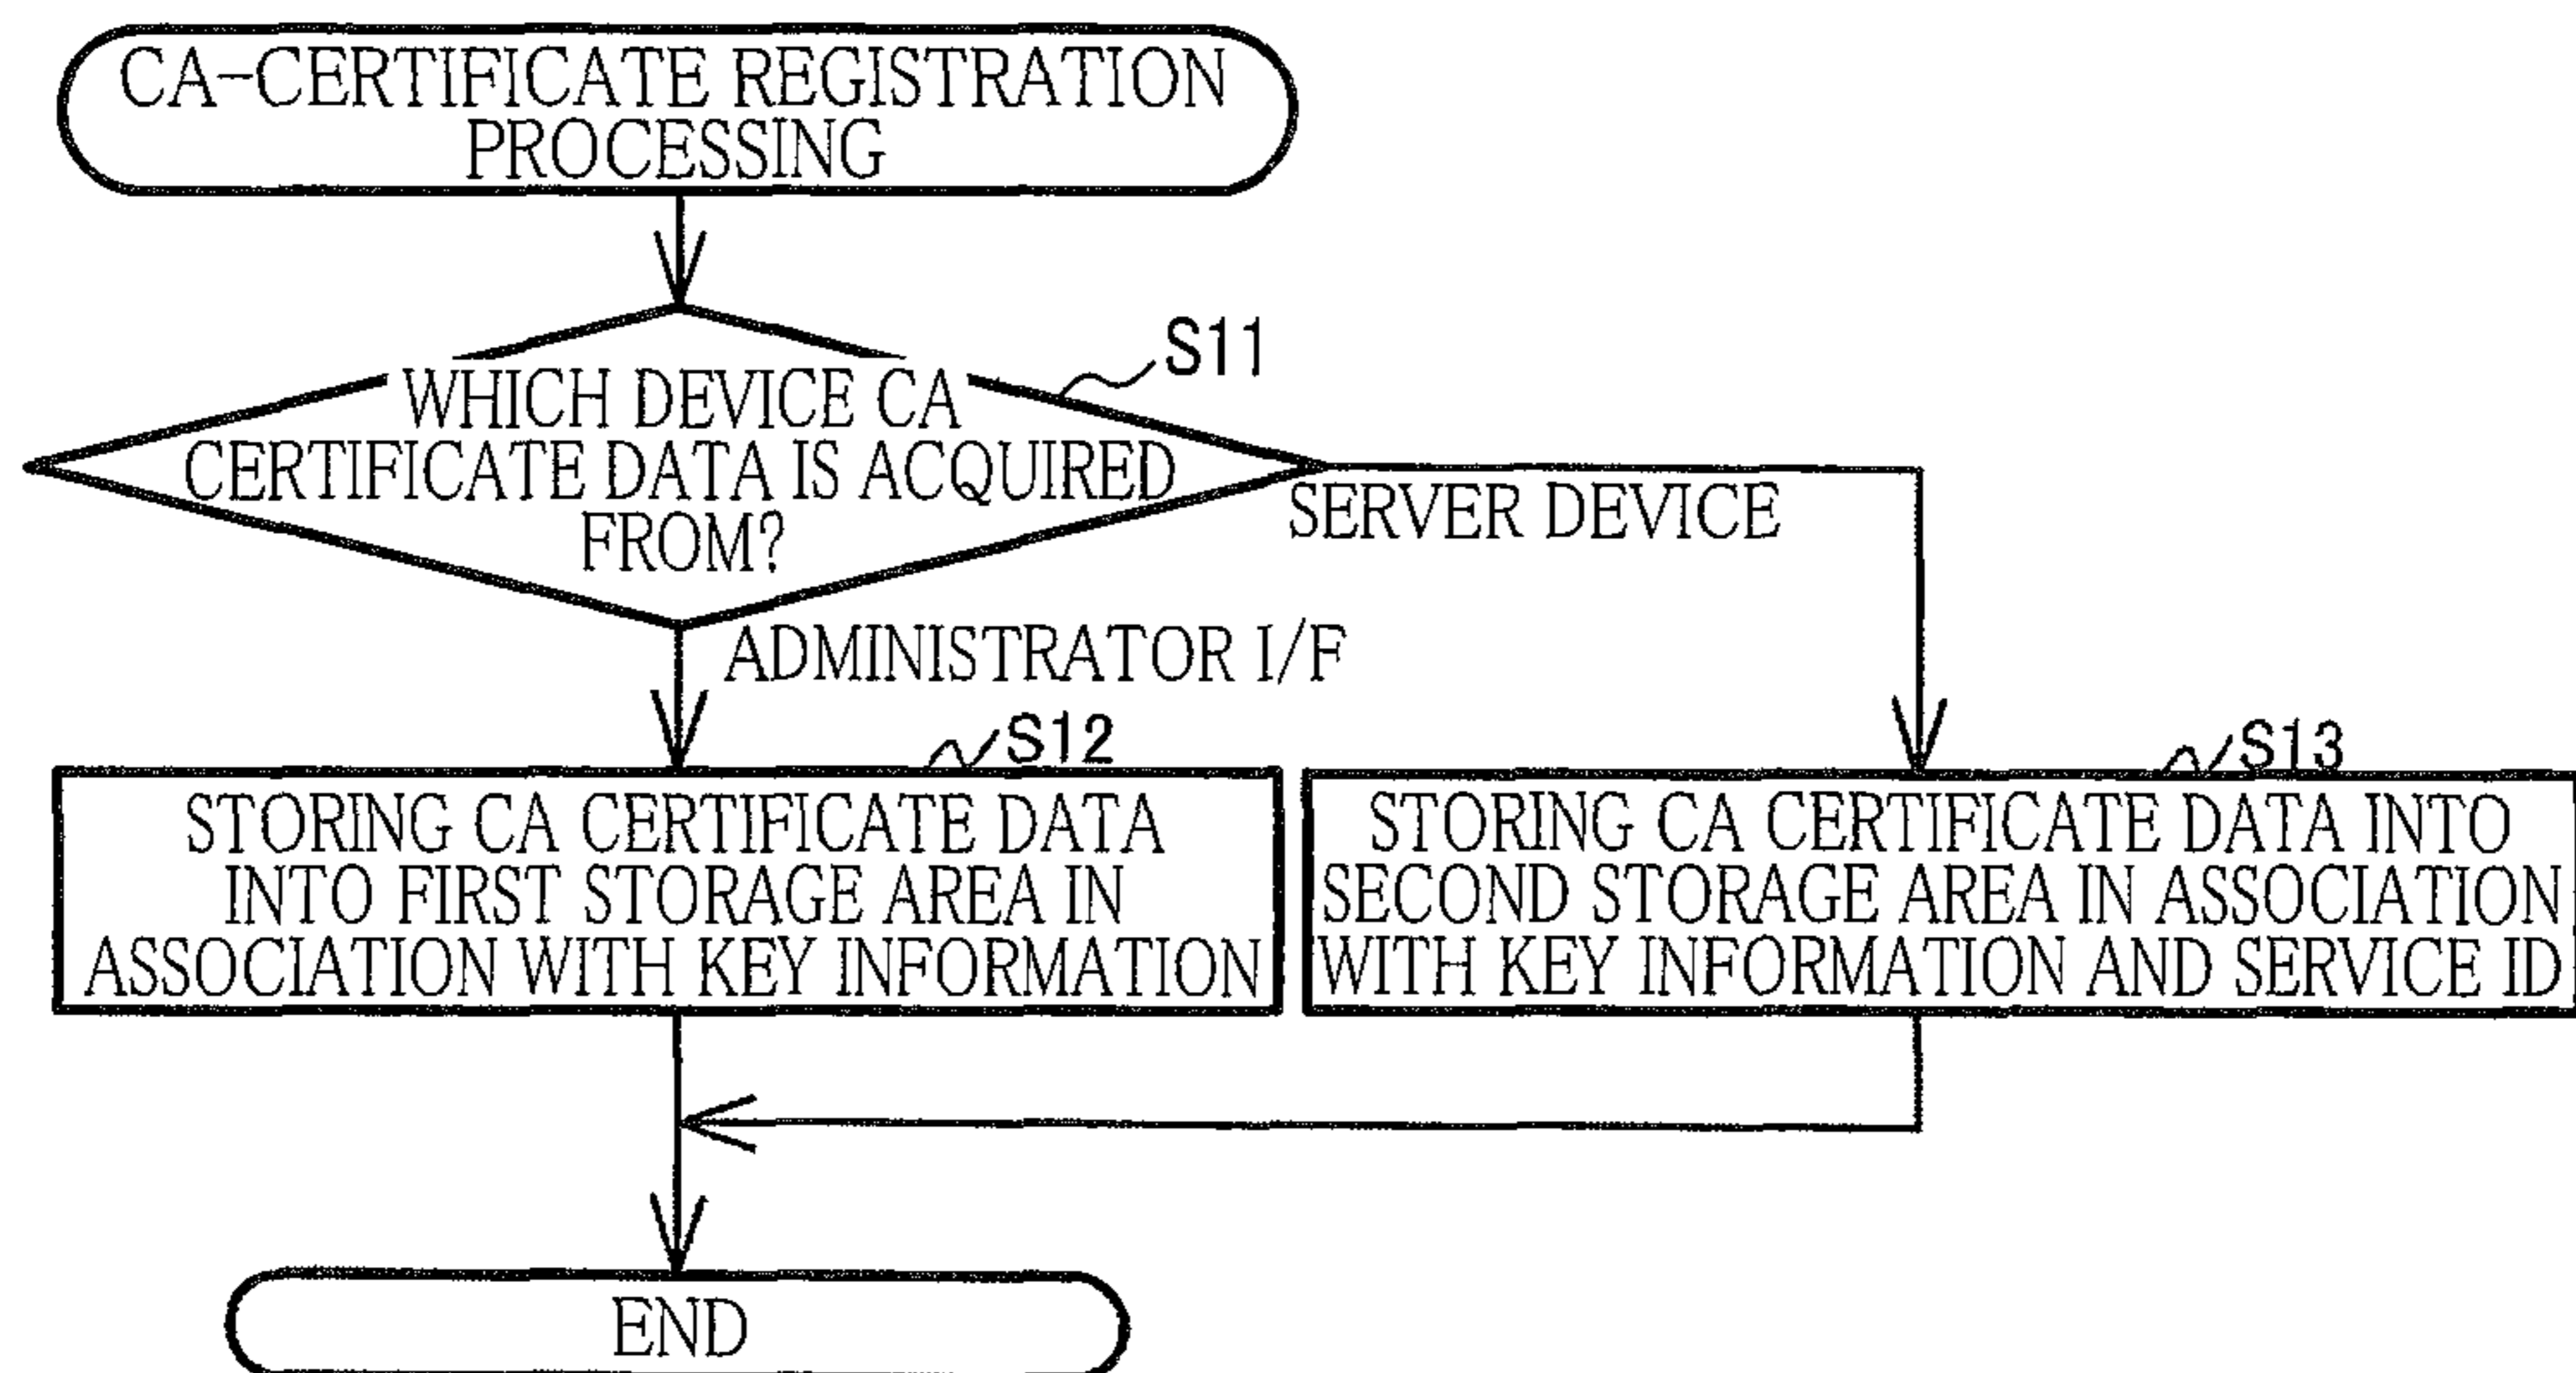 CA-CERTIFICATE REGISTRATION
PROCESSING
S11
WHICH DEVICE CA
CERTIFICATE DATA IS ACQUIRED
FROM?
SERVER DEVICE
ADMINISTRATOR I/F
S12
STORING CA CERTIFICATE DATA
INTO FIRST STORAGE AREA IN
ASSOCIATION WITH KEY INFORMATION
S13
STORING CA CERTIFICATE DATA INTO
SECOND STORAGE AREA IN ASSOCIATION
WITH KEY INFORMATION AND SERVICE ID
END